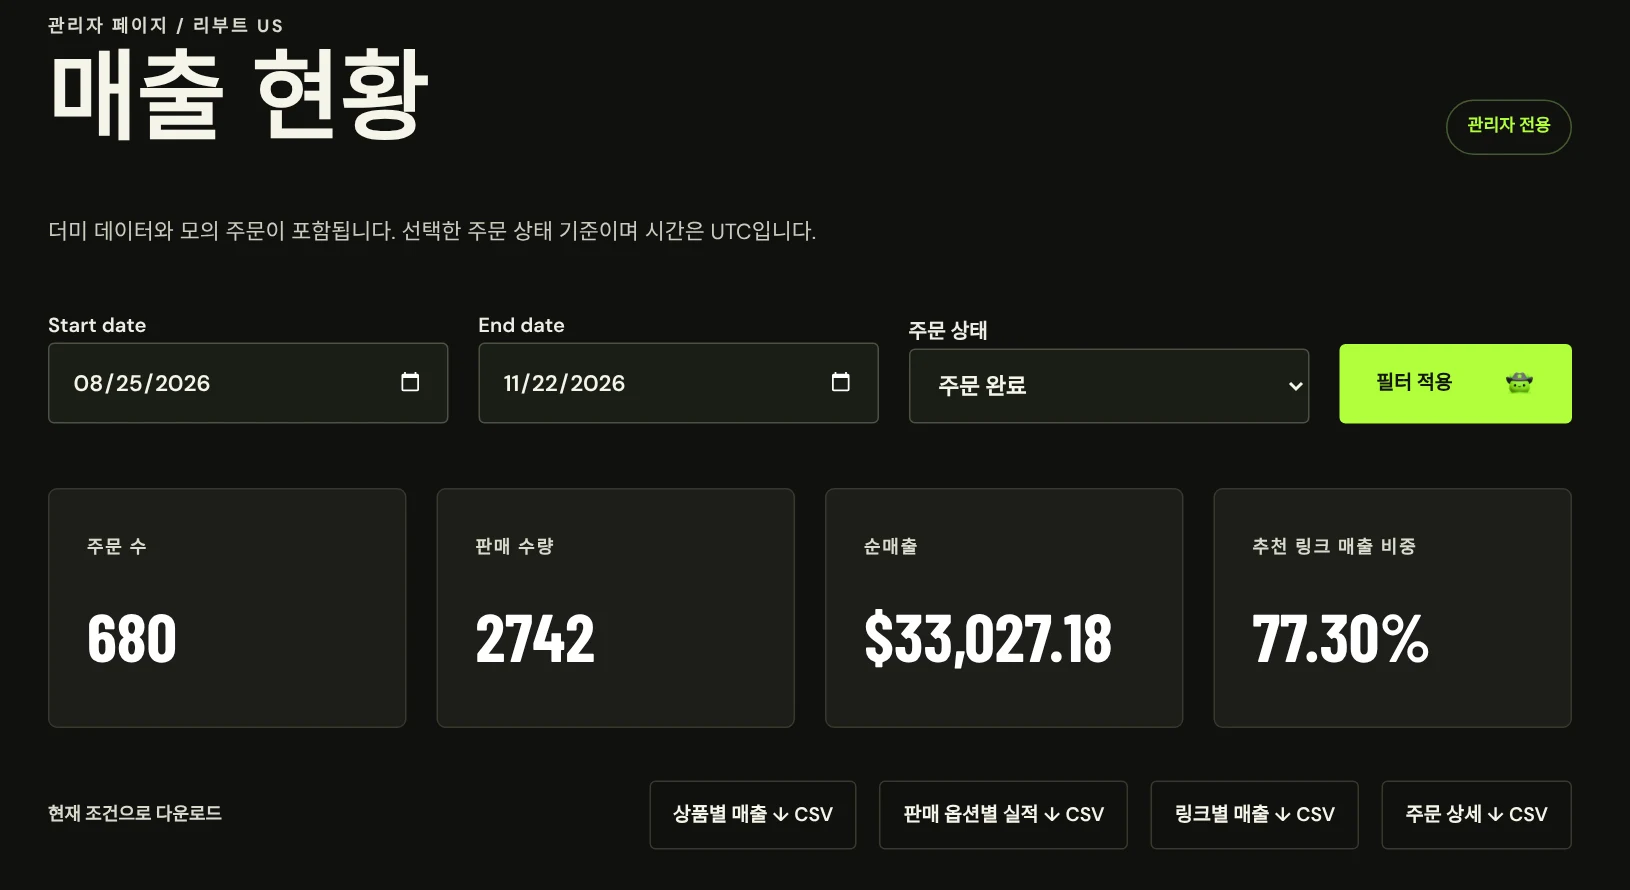 관리자 페이지 / 리부트 US
매출 현황
관리자 전용
더미 데이터와 모의 주문이 포함됩니다. 선택한 주문 상태 기준이며 시간은 UTC입니다.
Start date
End date
주문 상태
08/25/2026
11/22/2026
주문 완료
필터 적용
주문 수
판매 수량
순매출
추천 링크 매출 비중
680
2742
$33,027.18
77.30%
현재 조건으로 다운로드
상품별 매출 ↓ CSV
판매 옵션별 실적 ↓ CSV
링크별 매출 ↓ CSV
주문 상세 ↓ CSV